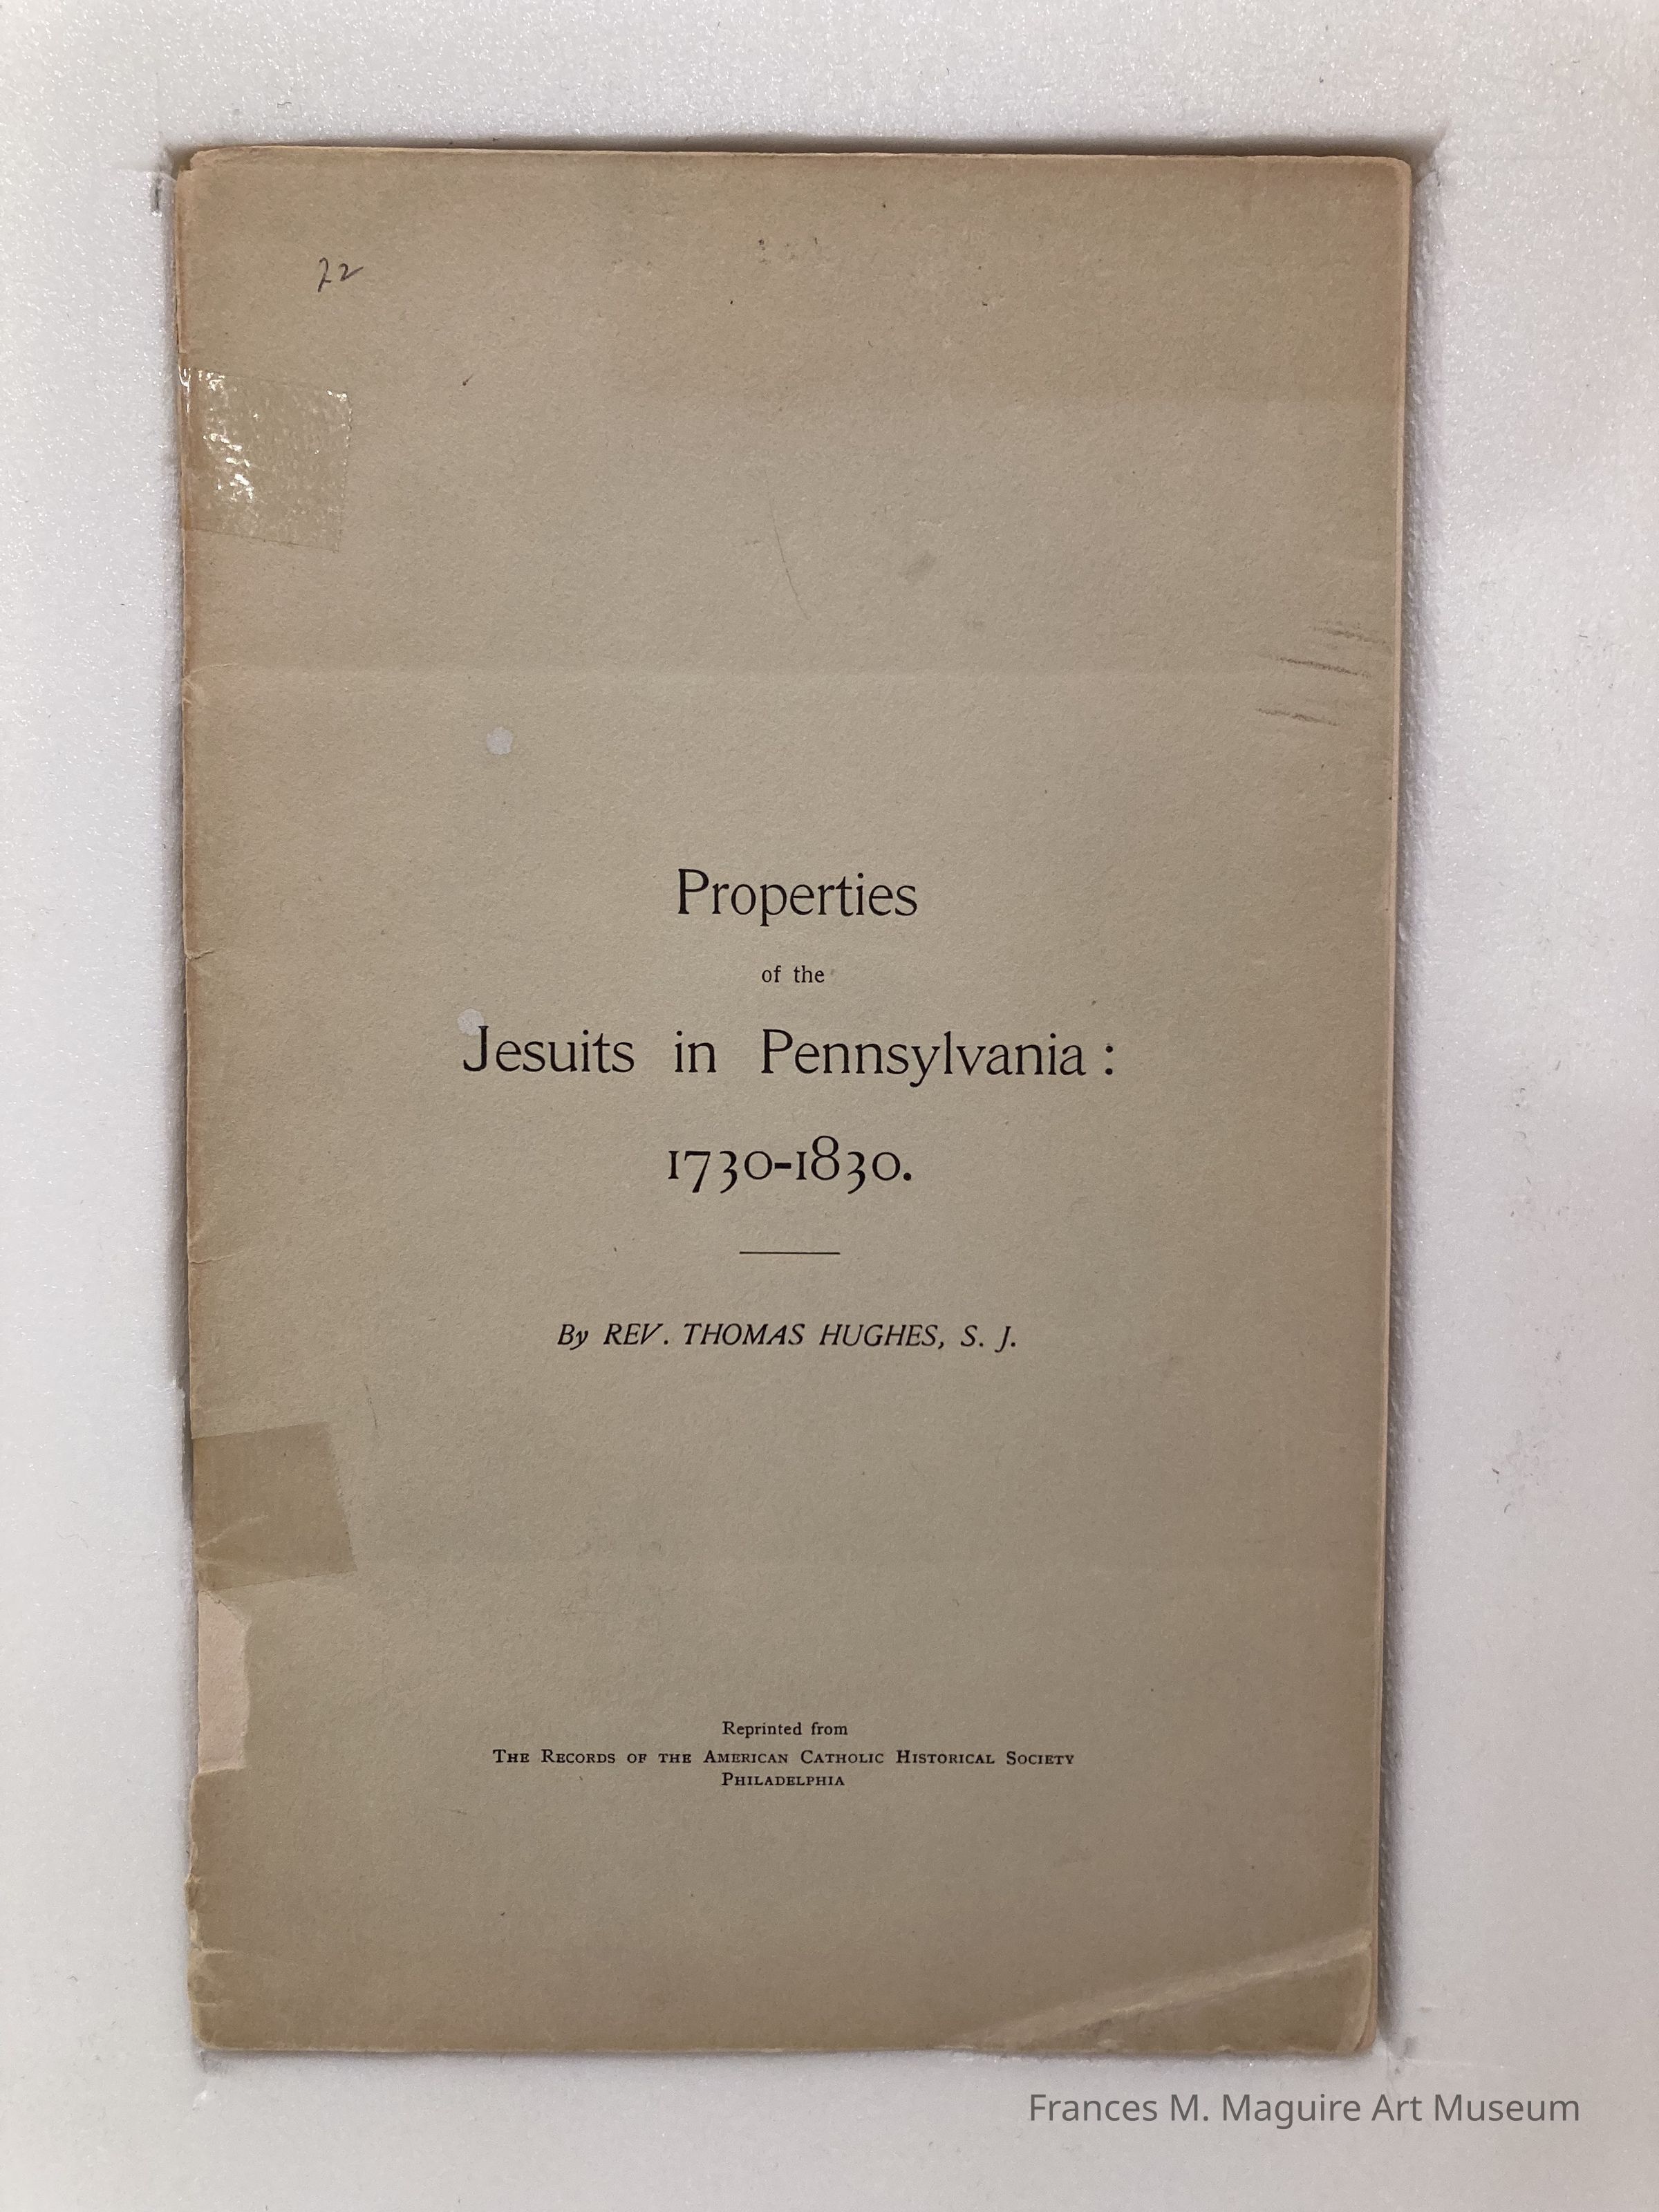 22
Properties
of the
Jesuits in Pennsylvania :
1730-1830.
By REV. THOMAS HUGHES, S. J.
Reprinted from
THE RECORDS OF THE AMERICAN CATHOLIC HISTORICAL SOCIETY
PHILADELPHIA
Frances M. Maguire Art Museum